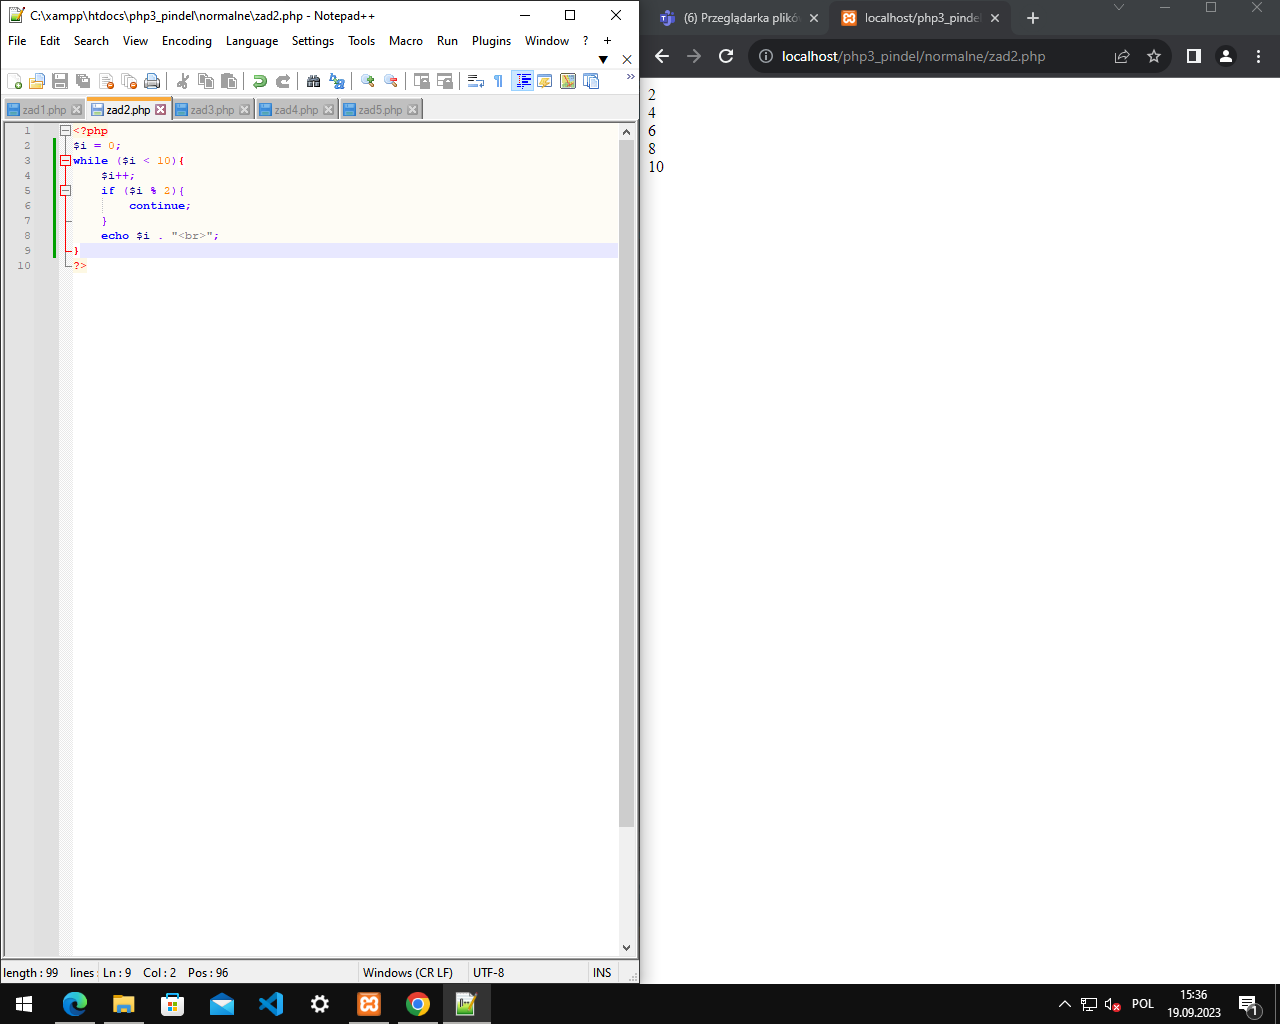 C:\xampp\htdocs\php3_pindel\normalne\zad2.php - Notepad++
File Edit Search View Encoding Language Settings Tools Macro Run Plugins Window ? +
zad1.php zad2.php zad3.php zad4.php zad5.php
1 <?php
2 $i = 0;
3 while ($i < 10){
4 $i++;
5 if ($i % 2){
6 continue;
7 }
8 echo $i . "<br>";
9 }
10 ?>
length : 99 lines Ln : 9 Col : 2 Pos : 96 Windows (CR LF) UTF-8 INS
(6) Przeglądarka plików localhost/php3_pindel
localhost/php3_pindel/normalne/zad2.php
2
4
6
8
10
POL
15:36
19.09.2023
1